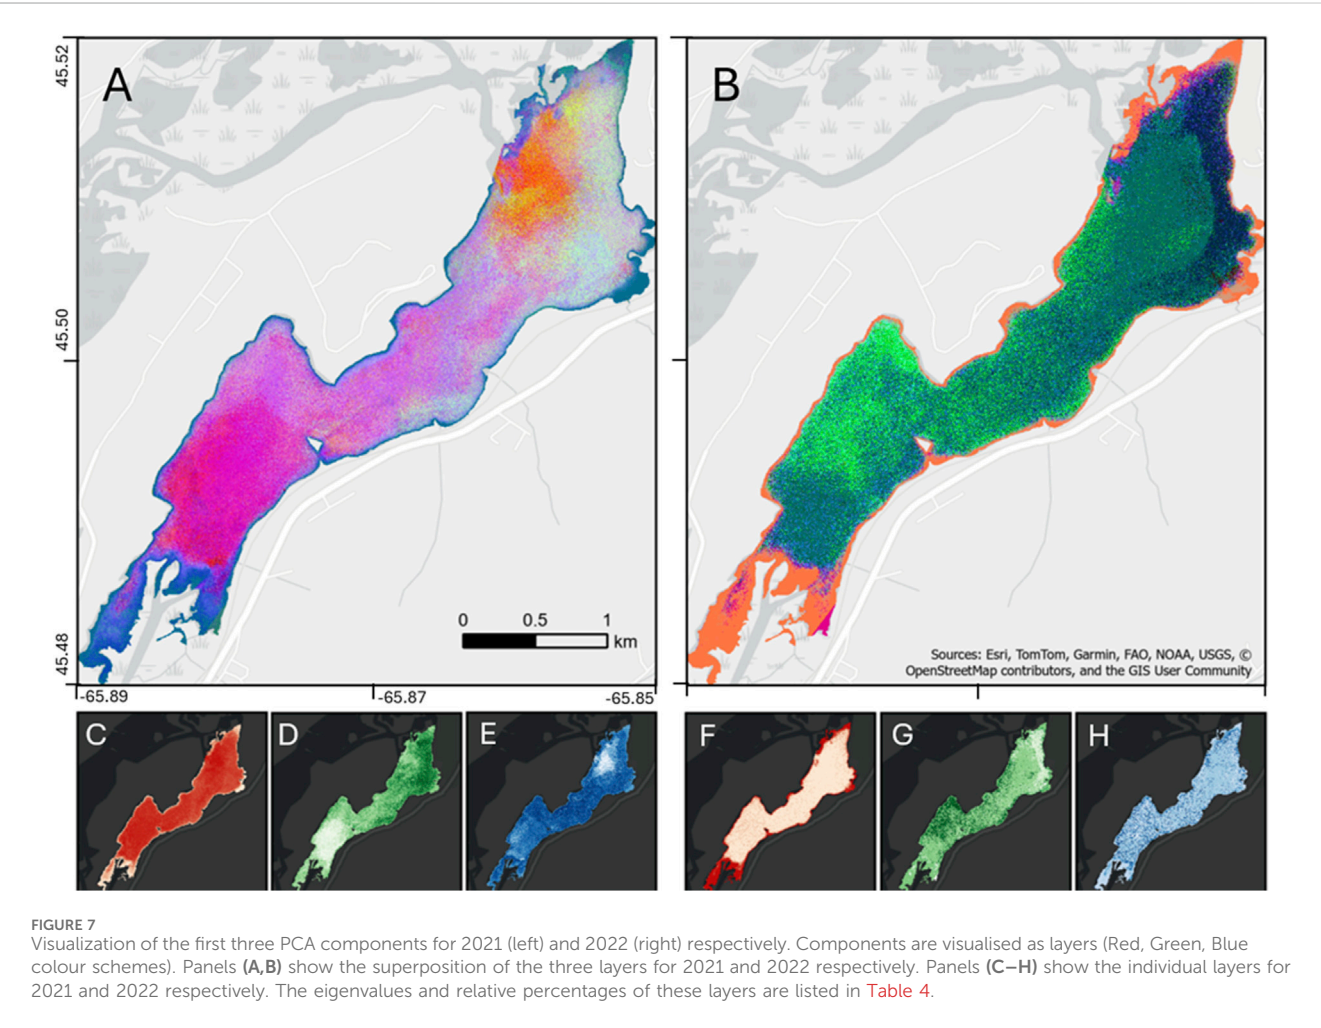 A
B
45.52
45.50
45.48
0 0.5 1
km
Sources: Esri, TomTom, Garmin, FAO, NOAA, USGS, ©
OpenStreetMap contributors, and the GIS User Community
-65.89 -65.87 -65.85
C D E F G H
FIGURE 7
Visualization of the first three PCA components for 2021 (left) and 2022 (right) respectively. Components are visualised as layers (Red, Green, Blue
colour schemes). Panels (A,B) show the superposition of the three layers for 2021 and 2022 respectively. Panels (C–H) show the individual layers for
2021 and 2022 respectively. The eigenvalues and relative percentages of these layers are listed in Table 4.